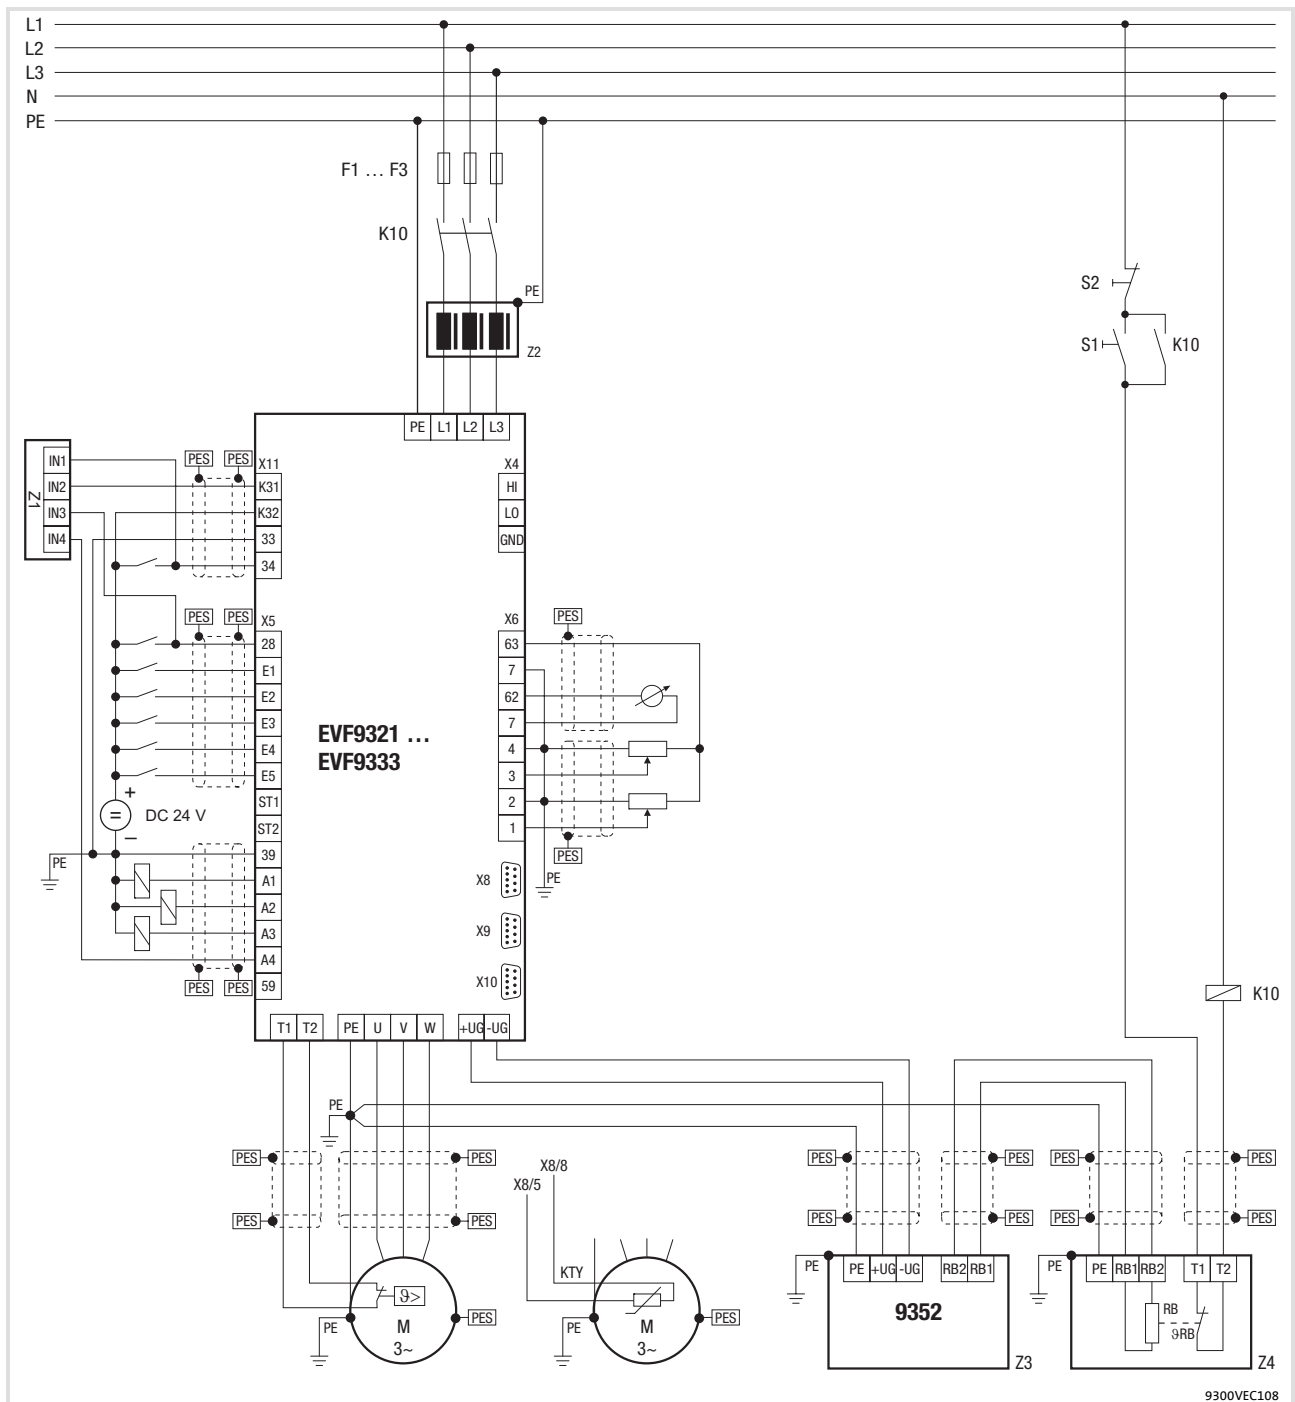 L1
L2
L3
N
PE
F1 … F3
K10
PE
Z2
S2
S1
K10
PE L1 L2 L3
Z1
IN1
IN2
IN3
IN4
PES PES
X11
K31
K32
33
34
X4
HI
LO
GND
PES PES
X5
28
E1
E2
E3
E4
E5
ST1
ST2
39
A1
A2
A3
A4
59
PES PES
+
=
DC 24 V
–
PE
EVF9321 …
EVF9333
X6
63
7
62
7
4
3
2
1
PES
PES
PE
X8
X9
X10
K10
T1 T2 PE U V W +UG -UG
PE
PES PES
PES PES
ϑ>
M
3~
PE
PES
X8/8
X8/5
KTY
M
3~
PE
PES
PES PES
PES PES
PE
PE +UG -UG RB2 RB1
9352
Z3
PES PES
PES PES
PE
PE RB1 RB2 T1 T2
RB
ϑRB
Z4
9300VEC108